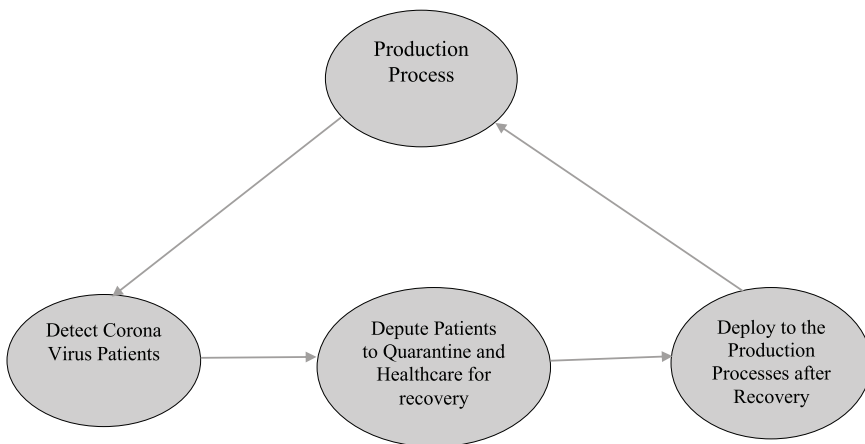 Production
Process
Detect Corona
Virus Patients
Depute Patients
to Quarantine and
Healthcare for
recovery
Deploy to the
Production
Processes after
Recovery